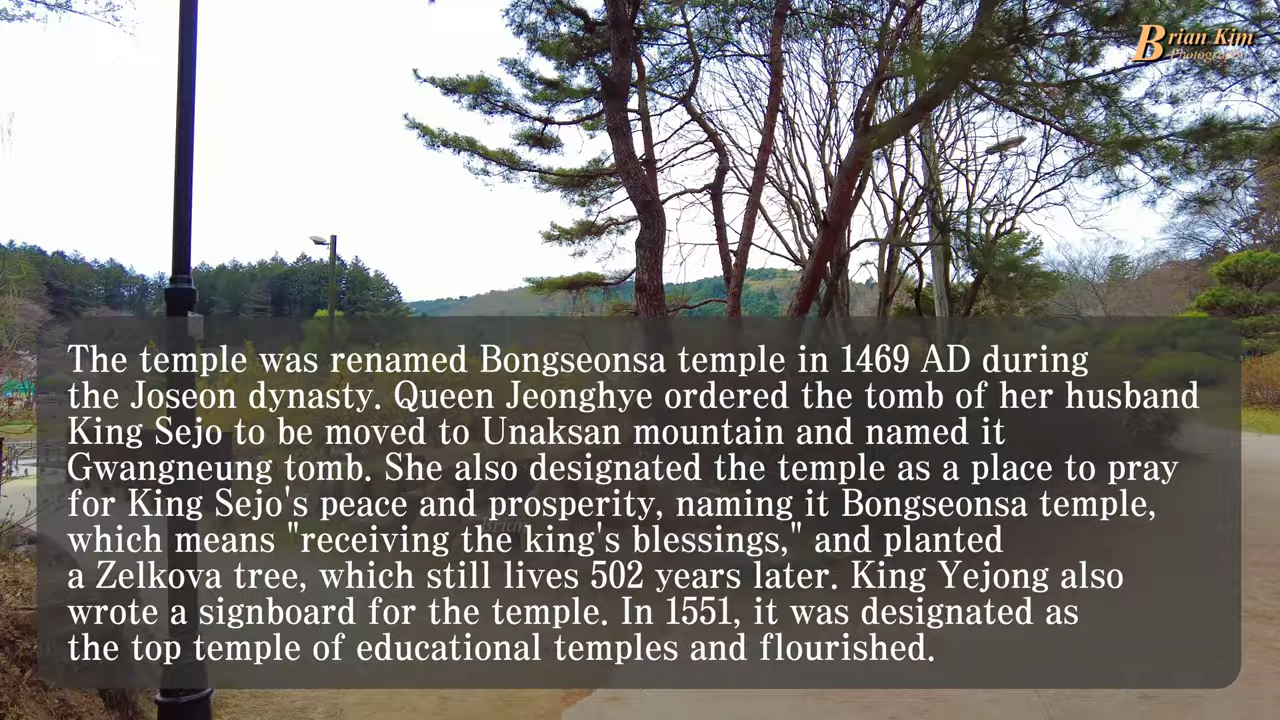 Brian Kim
Photography
The temple was renamed Bongseonsa temple in 1469 AD during
the Joseon dynasty. Queen Jeonghye ordered the tomb of her husband
King Sejo to be moved to Unaksan mountain and named it
Gwangneung tomb. She also designated the temple as a place to pray
for King Sejo's peace and prosperity, naming it Bongseonsa temple,
which means "receiving the king's blessings," and planted
a Zelkova tree, which still lives 502 years later. King Yejong also
wrote a signboard for the temple. In 1551, it was designated as
the top temple of educational temples and flourished.